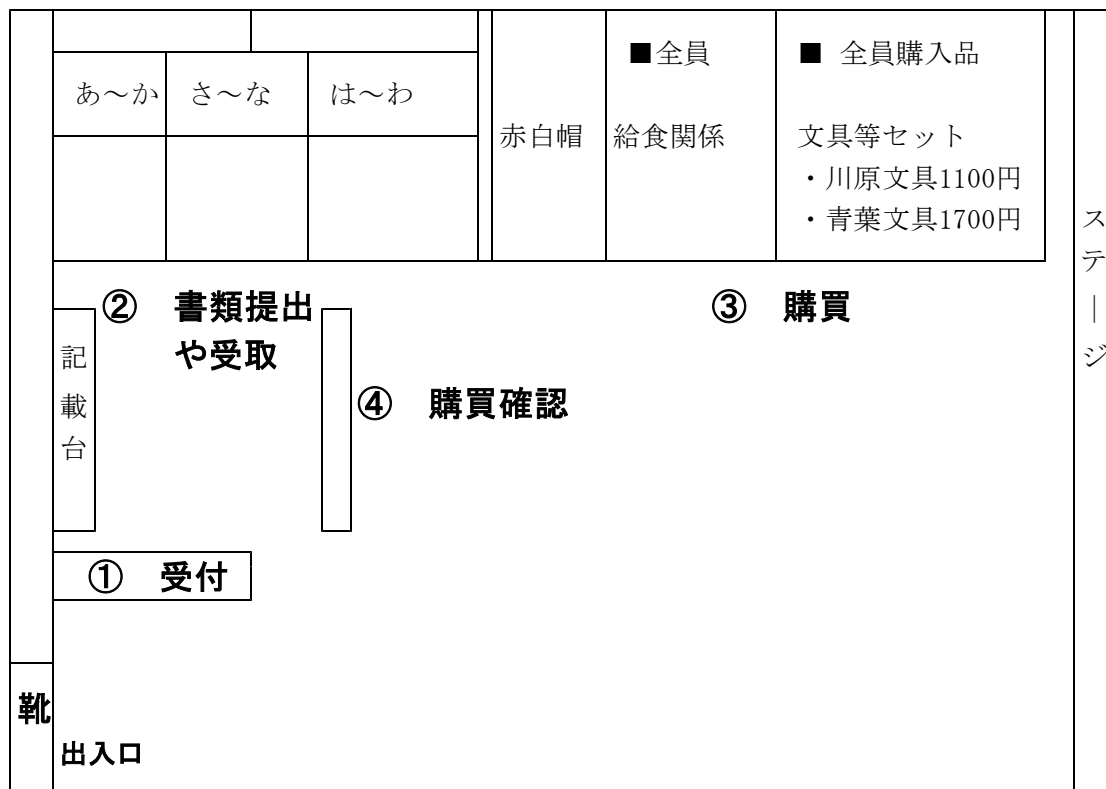 ■全員
■ 全員購入品
あ～か
さ～な
は～わ
赤白帽
給食関係
文具等セット
・川原文具1100円
・青葉文具1700円
ステージ
② 書類提出
や受取
③ 購買
記載台
④ 購買確認
① 受付
靴
出入口